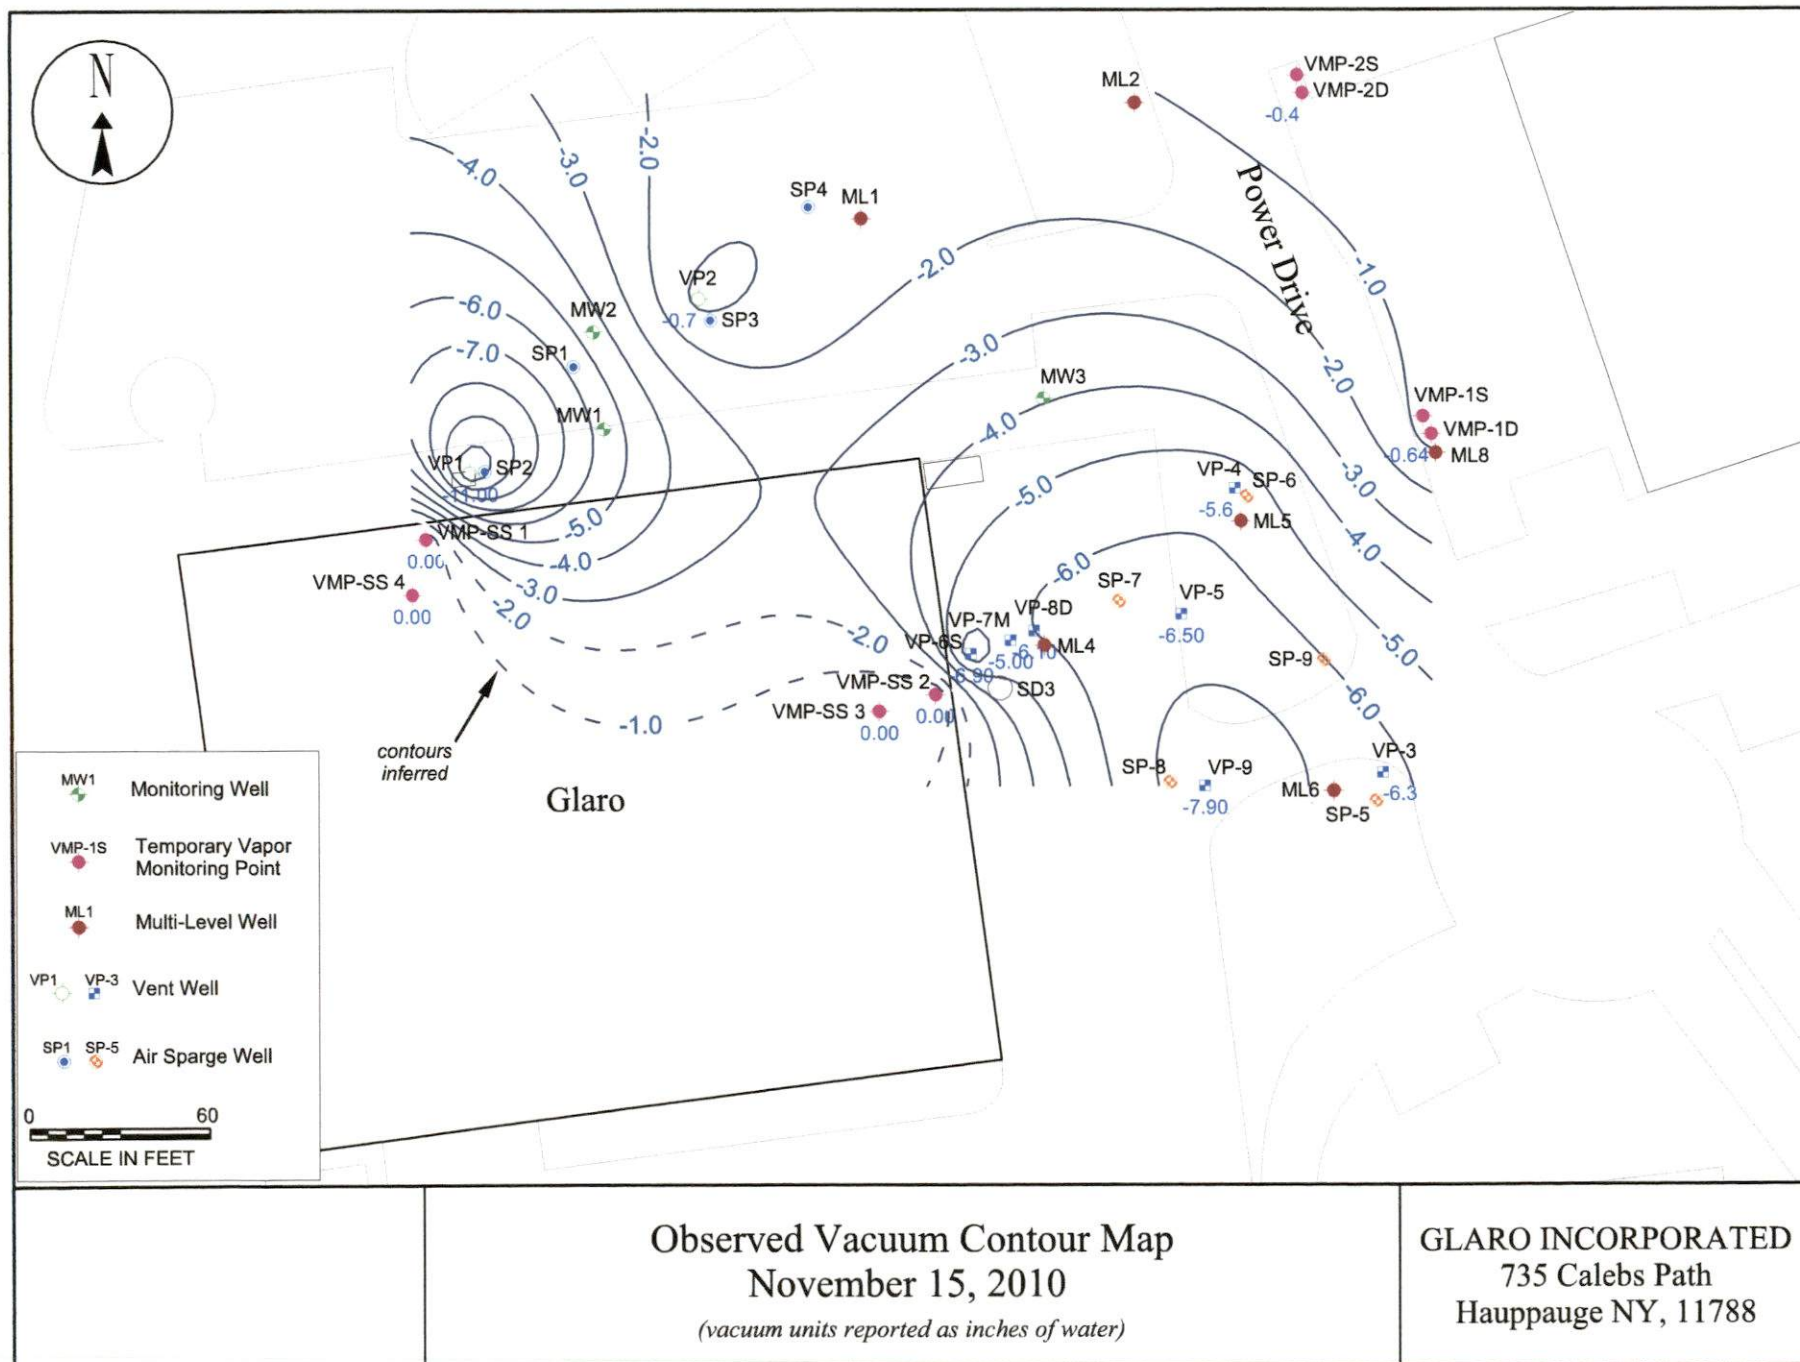 N
VMP-2S
VMP-2D
-0.4
ML2
-4.0
-3.0
-2.0
SP4
ML1
Power Drive
-2.0
-1.0
VP2
-0.7
SP3
-6.0
MW2
-7.0
SP1
-3.0
MW3
-2.0
MW1
VMP-1S
VMP-1D
-0.64
ML8
-4.0
VP1
SP2
-11.00
-5.0
VP-4
SP-6
-5.6
ML5
-3.0
-5.0
VMP-SS 1
0.00
-4.0
-4.0
-6.0
VMP-SS 4
0.00
-3.0
-2.0
SP-7
VP-5
-6.50
VP-7M
VP-8D
VP-6S
-2.0
-6.10
-5.00
-6.90
ML4
SP-9
-5.0
VMP-SS 2
0.00
SD3
VMP-SS 3
0.00
-1.0
-6.0
contours
inferred
SP-8
VP-9
-7.90
VP-3
-6.3
ML6
SP-5
Glaro
MW1
Monitoring Well
VMP-1S
Temporary Vapor
Monitoring Point
ML1
Multi-Level Well
VP1 VP-3
Vent Well
SP1 SP-5
Air Sparge Well
0 60
SCALE IN FEET
Observed Vacuum Contour Map
November 15, 2010
(vacuum units reported as inches of water)
GLARO INCORPORATED
735 Calebs Path
Hauppauge NY, 11788